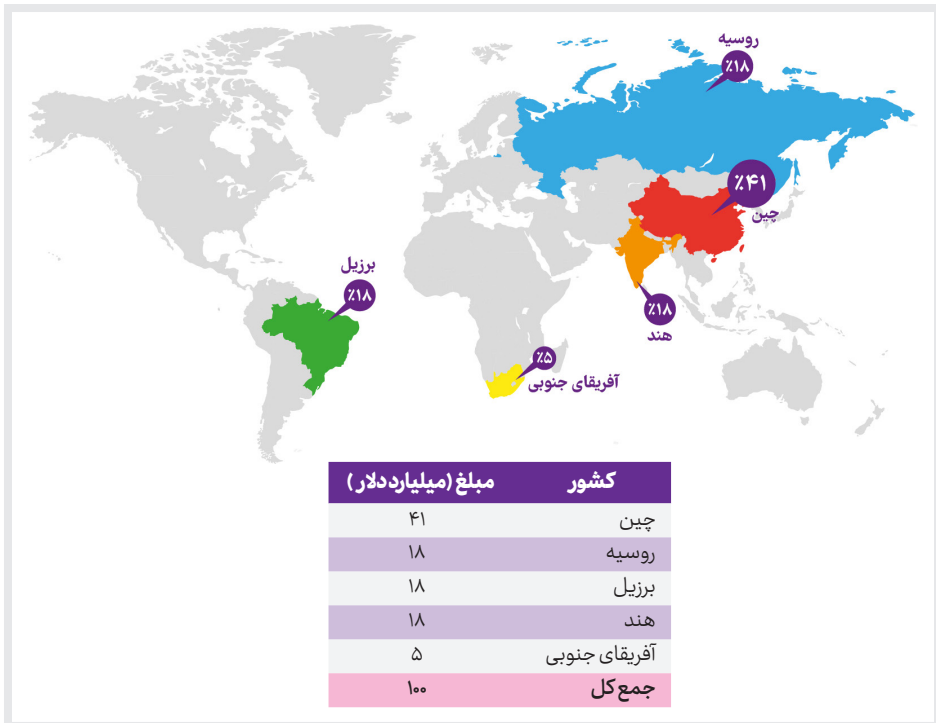 روسیه
٪۱۸
٪۴۱
چین
برزیل
٪۱۸
٪۱۸
هند
٪۵
آفریقای جنوبی
کشور مبلغ (میلیارد دلار )
چین ۴۱
روسیه ۱۸
برزیل ۱۸
هند ۱۸
آفریقای جنوبی ۵
جمع کل ۱۰۰